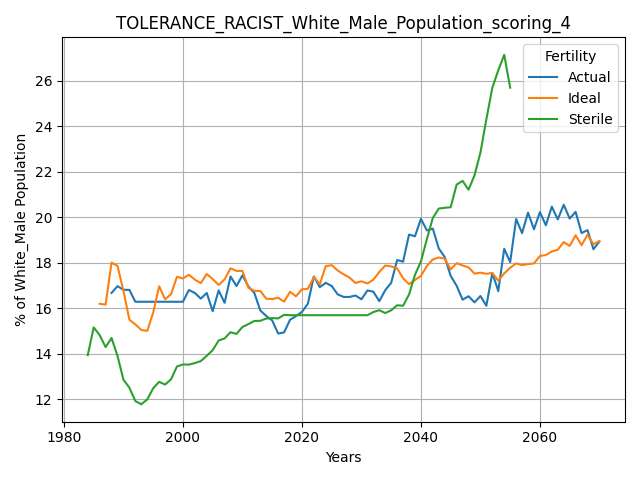 TOLERANCE_RACIST_White_Male_Population_scoring_4
Fertility
Actual
Ideal
Sterile
% of White_Male Population
26
24
22
20
18
16
14
12
1980
2000
2020
2040
2060
Years